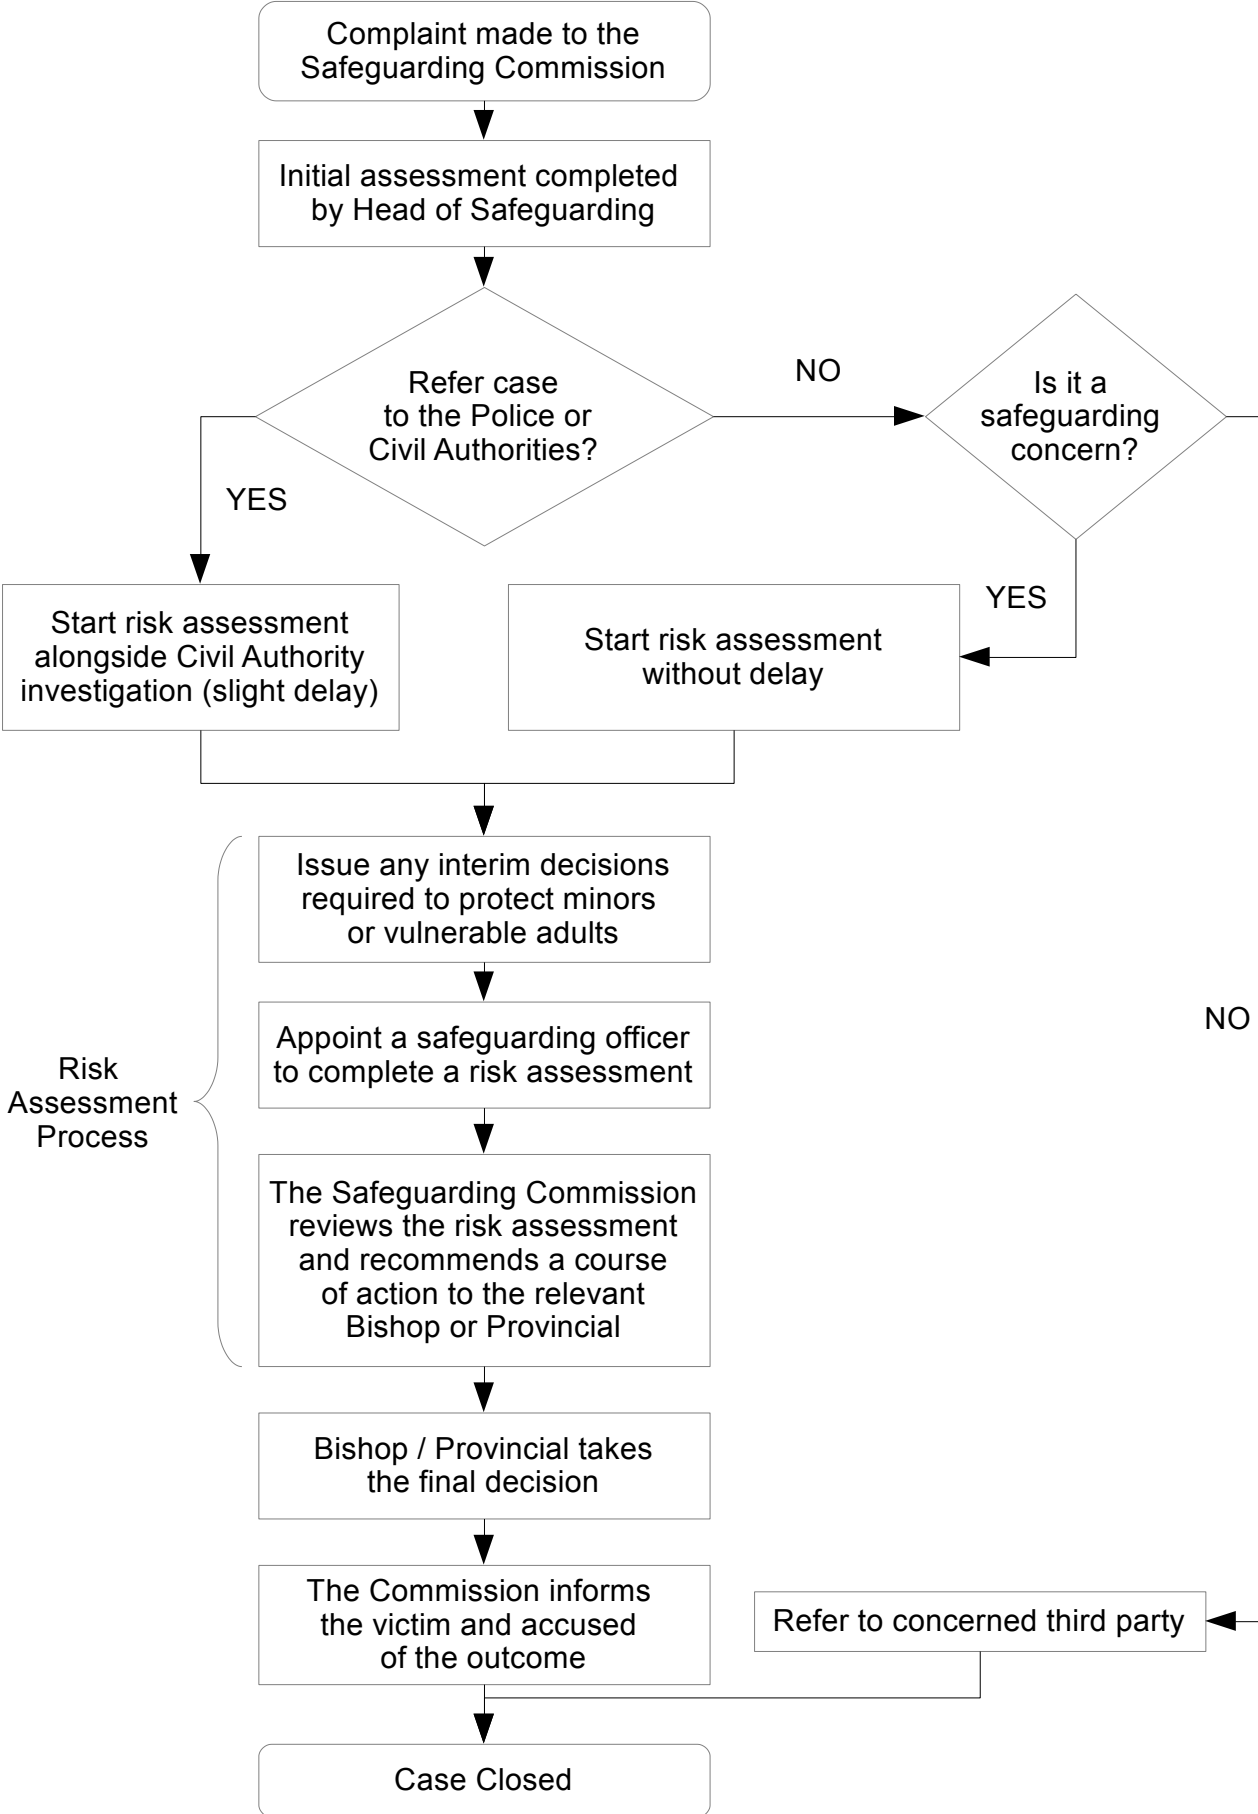 Complaint made to the
Safeguarding Commission
Initial assessment completed
by Head of Safeguarding
Refer case
to the Police or
Civil Authorities?
NO
Is it a
safeguarding
concern?
YES
YES
Start risk assessment
alongside Civil Authority
investigation (slight delay)
Start risk assessment
without delay
Issue any interim decisions
required to protect minors
or vulnerable adults
NO
Appoint a safeguarding officer
to complete a risk assessment
Risk
Assessment
Process
The Safeguarding Commission
reviews the risk assessment
and recommends a course
of action to the relevant
Bishop or Provincial
Bishop / Provincial takes
the final decision
The Commission informs
the victim and accused
of the outcome
Refer to concerned third party
Case Closed